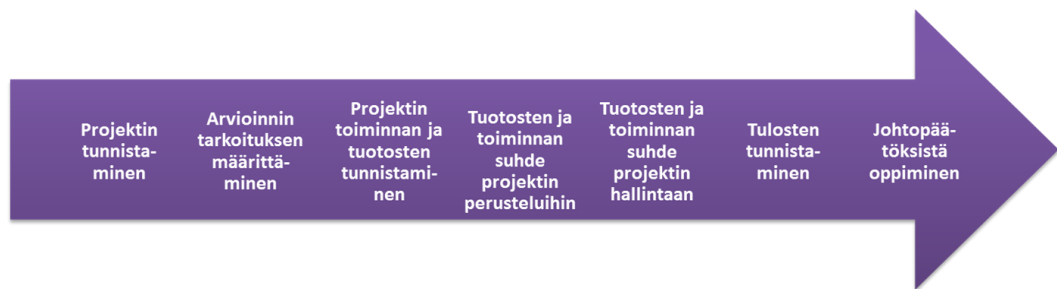 Projektin
tunnista-
minen
Arvioinnin
tarkoituksen
määrittä-
minen
Projektin
toiminnan ja
tuotosten
tunnistami-
nen
Tuotosten ja
toiminnan
suhde
projektin
perusteluihin
Tuotosten ja
toiminnan
suhde
projektin
hallintaan
Tulosten
tunnista-
minen
Johtopää-
töksistä
oppiminen